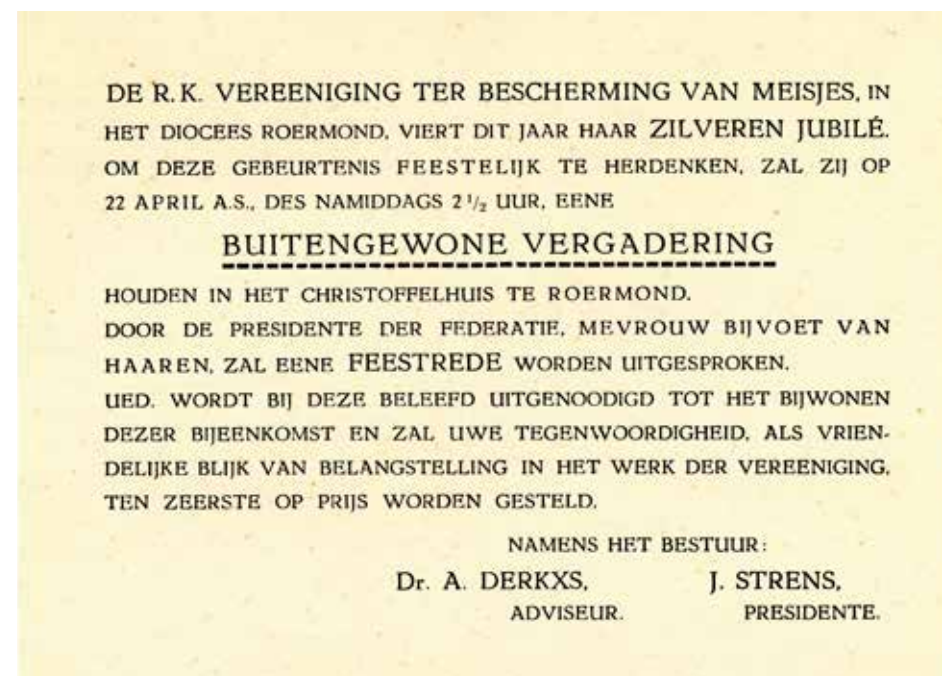 DE R.K. VEREENIGING TER BESCHERMING VAN MEISJES, IN
HET DIOCEES ROERMOND, VIERT DIT JAAR HAAR ZILVEREN JUBILÉ.
OM DEZE GEBEURTENIS FEESTELIJK TE HERDENKEN, ZAL ZIJ OP
22 APRIL A.S., DES NAMIDDAGS 2 1/2 UUR, EENE
BUITENGEWONE VERGADERING
HOUDEN IN HET CHRISTOFFELHUIS TE ROERMOND.
DOOR DE PRESIDENTE DER FEDERATIE, MEVROUW BIJVOET VAN
HAAREN, ZAL EENE FEESTREDE WORDEN UITGESPROKEN.
UED. WORDT BIJ DEZE BELEEFD UITGENOODIGD TOT HET BIJWONEN
DEZER BIJEENKOMST EN ZAL UWE TEGENWOORDIGHEID, ALS VRIEN-
DELIJKE BLIJK VAN BELANGSTELLING IN HET WERK DER VEREENIGING,
TEN ZEERSTE OP PRIJS WORDEN GESTELD.
NAMENS HET BESTUUR:
Dr. A. DERKXS, J. STRENS,
ADVISEUR. PRESIDENTE.